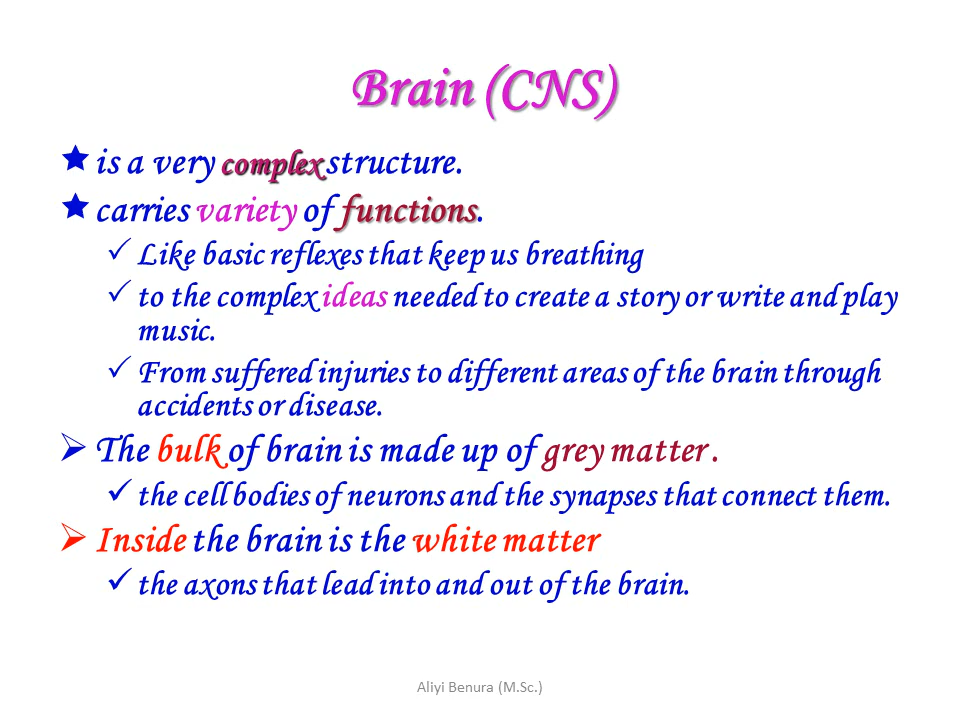 Brain (CNS)
is a very complex structure.
carries variety of functions.
Like basic reflexes that keep us breathing
to the complex ideas needed to create a story or write and play
music.
From suffered injuries to different areas of the brain through
accidents or disease.
The bulk of brain is made up of grey matter .
the cell bodies of neurons and the synapses that connect them.
Inside the brain is the white matter
the axons that lead into and out of the brain.
Aliyi Benura (M.Sc.)